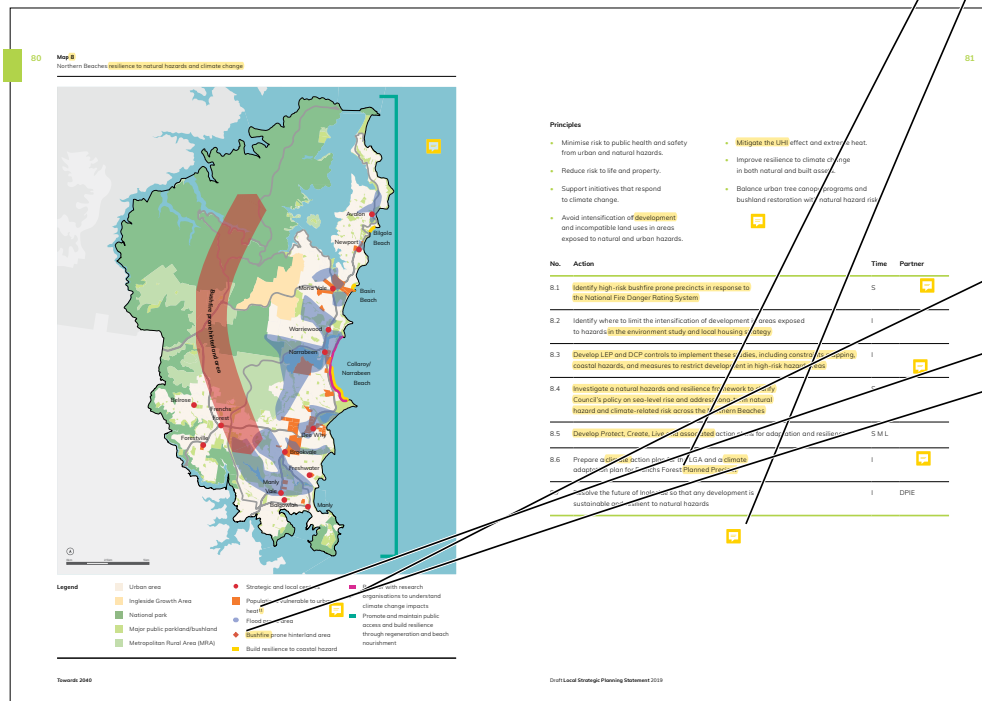 80
Map 8
Northern Beaches resilience to natural hazards and climate change
Avalon
Bilgola
Beach
Newport
Mona Vale
Basin
Beach
Warriewood
Narrabeen
Collaroy/
Narrabeen
Beach
Bushfire prone hinterland area
Belrose
Frenchs
Forest
Forestville
Dee Why
Brookvale
Freshwater
Manly
Vale
Balgowlah
Manly
Legend
Urban area
Ingleside Growth Area
National park
Major public parkland/bushland
Metropolitan Rural Area (MRA)
Strategic and local
vulnerable to urban
heat
Flood area
Bushfire prone hinterland area
Build resilience to coastal hazard
with research
organisations to understand
climate change impacts
Promote and maintain public
access and build resilience
through regeneration and beach
nourishment
Towards 2040
81
Principles
Minimise risk to public health and safety
from urban and natural hazards.
Reduce risk to life and property.
Support initiatives that respond
to climate change.
Avoid intensification of development
and incompatible land uses in areas
exposed to natural and urban hazards.
Mitigate the UHI effect and extreme heat.
Improve resilience to climate change
in both natural and built assets.
Balance urban tree canopy programs and
bushland restoration with natural hazard risk
No. Action Time Partner
8.1 Identify high-risk bushfire prone precincts in response to S
the National Fire Danger Rating System
8.2 Identify where to limit the intensification of development in areas exposed I
to hazards in the environment study and local housing strategy
8.3 Develop LEP and DCP controls to implement these studies, including constraints mapping, I
coastal hazards, and measures to restrict development in high-risk hazard areas
8.4 Investigate a natural hazards and resilience framework to clarify S
Council's policy on sea-level rise and address long-term natural
hazard and climate-related risk across the Northern Beaches
8.5 Develop Protect, Create, Live and associated action plans for adaptation and resilience S M L
8.6 Prepare a climate action plan for the LGA and a climate I
adaptation plan for Frenchs Forest Planned Precinct
Resolve the future of Ingleside so that any development is I DPIE
sustainable and resilient to natural hazards
Draft Local Strategic Planning Statement 2019